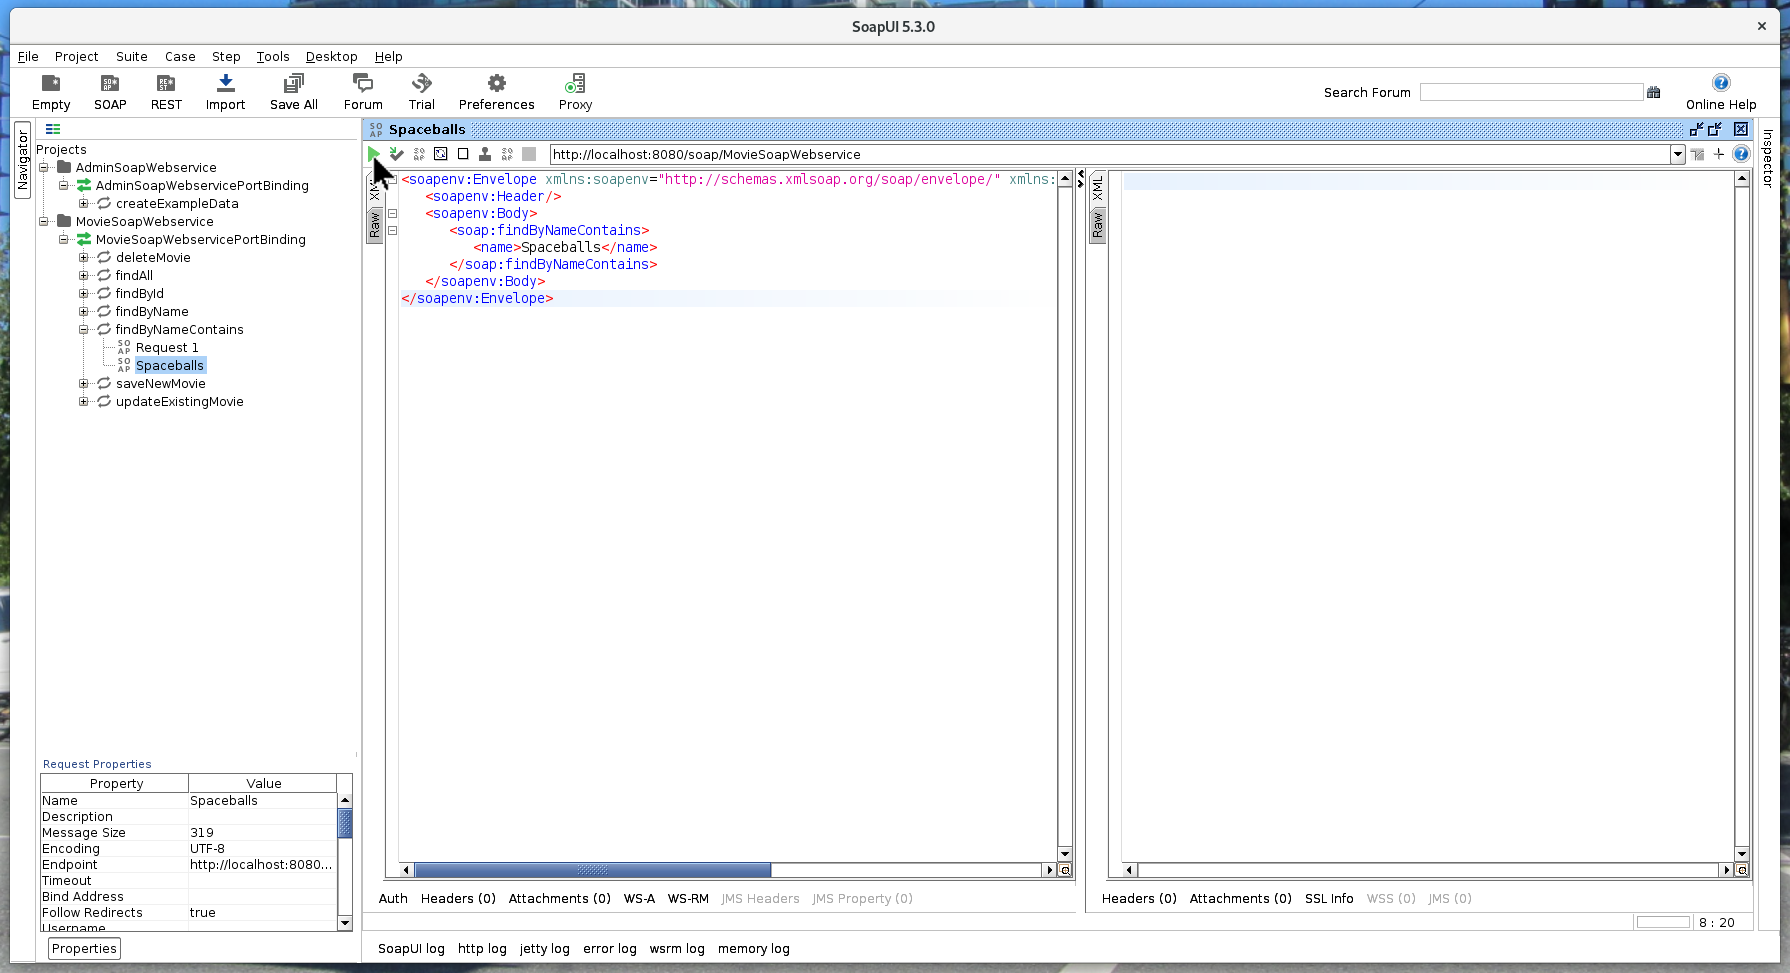 SoapUI 5.3.0
File Project Suite Case Step Tools Desktop Help
Empty SOAP REST Import Save All Forum Trial Preferences Proxy
Search Forum
Online Help
Navigator
Projects
AdminSoapWebservice
AdminSoapWebservicePortBinding
createExampleData
MovieSoapWebservice
MovieSoapWebservicePortBinding
deleteMovie
findAll
findById
findByName
findByNameContains
Request 1
Spaceballs
saveNewMovie
updateExistingMovie
Request Properties
Property Value
Name Spaceballs
Description
Message Size 319
Encoding UTF-8
Endpoint http://localhost:8080...
Timeout
Bind Address
Follow Redirects true
Username
Properties
Spaceballs
http://localhost:8080/soap/MovieSoapWebservice
XML
Raw
<soapenv:Envelope xmlns:soapenv="http://schemas.xmlsoap.org/soap/envelope/" xmlns:
<soapenv:Header/>
<soapenv:Body>
<soap:findByNameContains>
<name>Spaceballs</name>
</soap:findByNameContains>
</soapenv:Body>
</soapenv:Envelope>
Auth Headers (0) Attachments (0) WS-A WS-RM JMS Headers JMS Property (0)
XML
Raw
Headers (0) Attachments (0) SSL Info WSS (0) JMS (0)
8 : 20
Inspector
SoapUI log http log jetty log error log wsrm log memory log